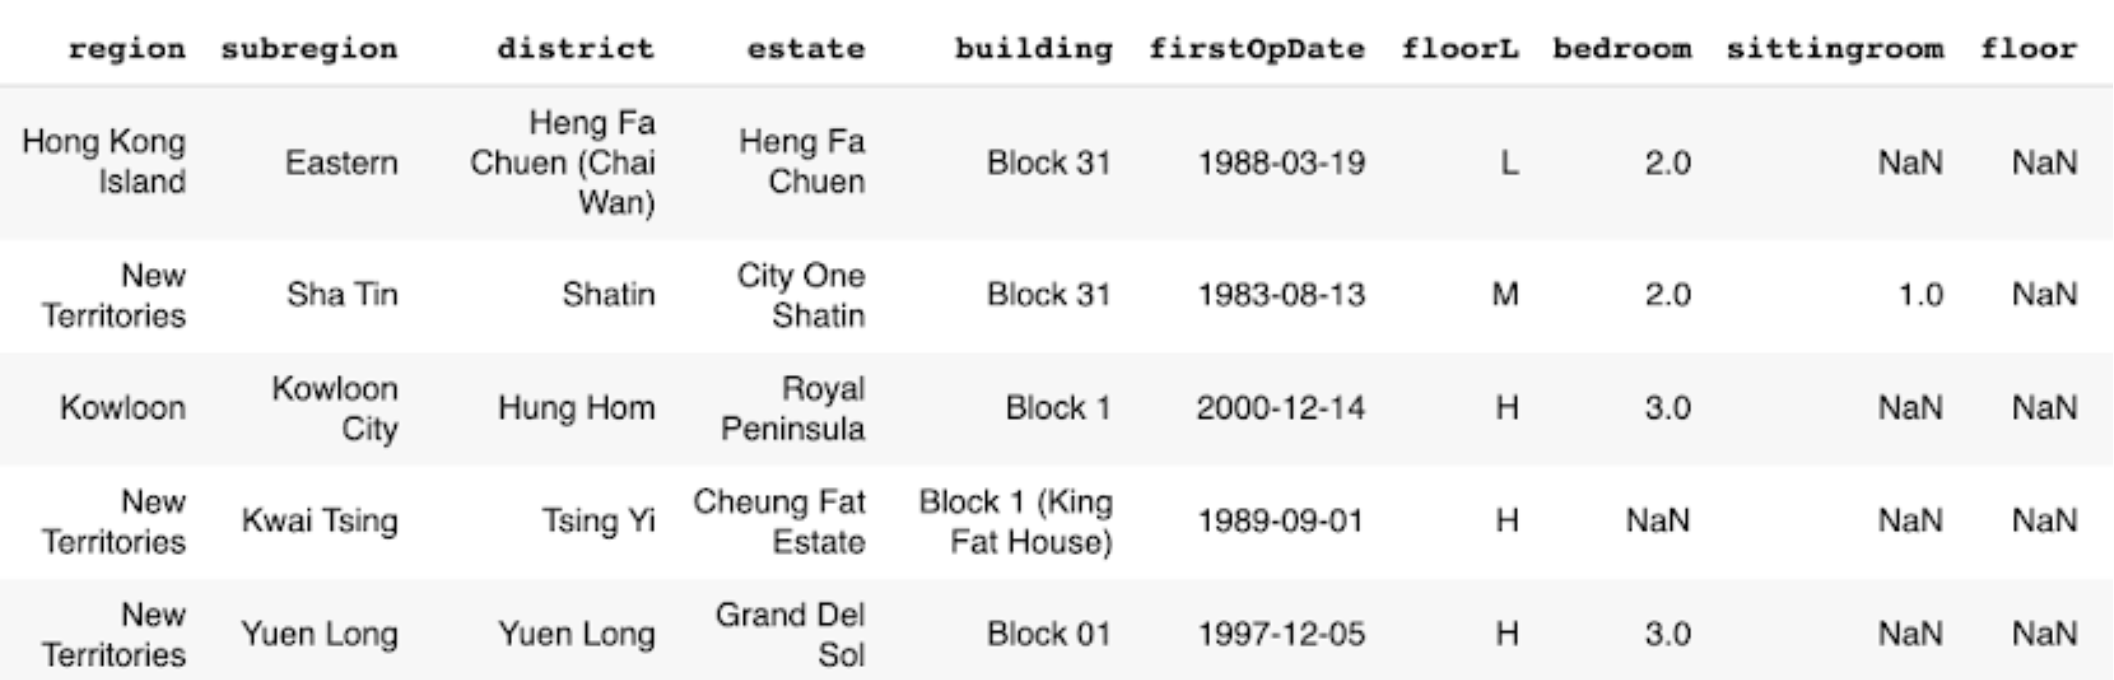 region subregion district estate building firstOpDate floorL bedroom sittingroom floor
Hong Kong Island Eastern Heng Fa Chuen (Chai Wan) Heng Fa Chuen Block 31 1988-03-19 L 2.0 NaN NaN
New Territories Sha Tin Shatin City One Shatin Block 31 1983-08-13 M 2.0 1.0 NaN
Kowloon Kowloon City Hung Hom Royal Peninsula Block 1 2000-12-14 H 3.0 NaN NaN
New Territories Kwai Tsing Tsing Yi Cheung Fat Estate Block 1 (King Fat House) 1989-09-01 H NaN NaN NaN
New Territories Yuen Long Yuen Long Grand Del Sol Block 01 1997-12-05 H 3.0 NaN NaN